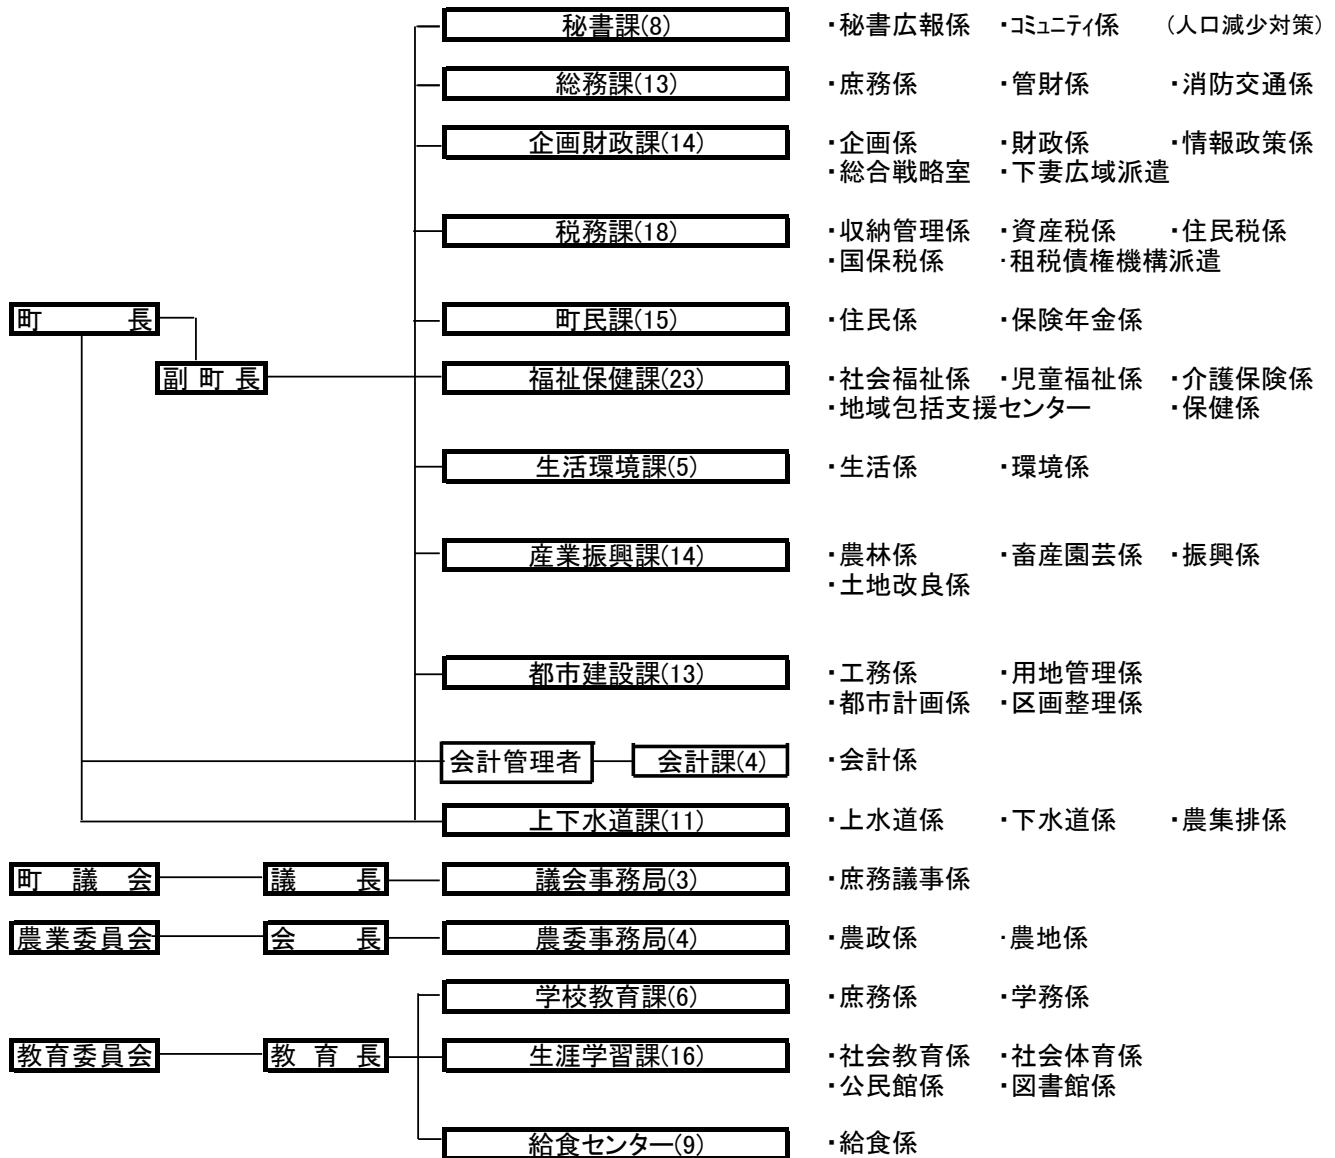 秘書課(8) ・秘書広報係 ・ｺﾐｭﾆﾃｨ係 (人口減少対策)
総務課(13) ・庶務係 ・管財係 ・消防交通係
企画財政課(14) ・企画係 ・財政係 ・情報政策係
・総合戦略室 ・下妻広域派遣
税務課(18) ・収納管理係 ・資産税係 ・住民税係
・国保税係 ・租税債権機構派遣
町長 町民課(15) ・住民係 ・保険年金係
副町長 福祉保健課(23) ・社会福祉係 ・児童福祉係 ・介護保険係
・地域包括支援センター ・保健係
生活環境課(5) ・生活係 ・環境係
産業振興課(14) ・農林係 ・畜産園芸係 ・振興係
・土地改良係
都市建設課(13) ・工務係 ・用地管理係
・都市計画係 ・区画整理係
会計管理者 会計課(4) ・会計係
上下水道課(11) ・上水道係 ・下水道係 ・農集排係
町議会 議長 議会事務局(3) ・庶務議事係
農業委員会 会長 農委事務局(4) ・農政係 ・農地係
学校教育課(6) ・庶務係 ・学務係
教育委員会 教育長 生涯学習課(16) ・社会教育係 ・社会体育係
・公民館係 ・図書館係
給食センター(9) ・給食係